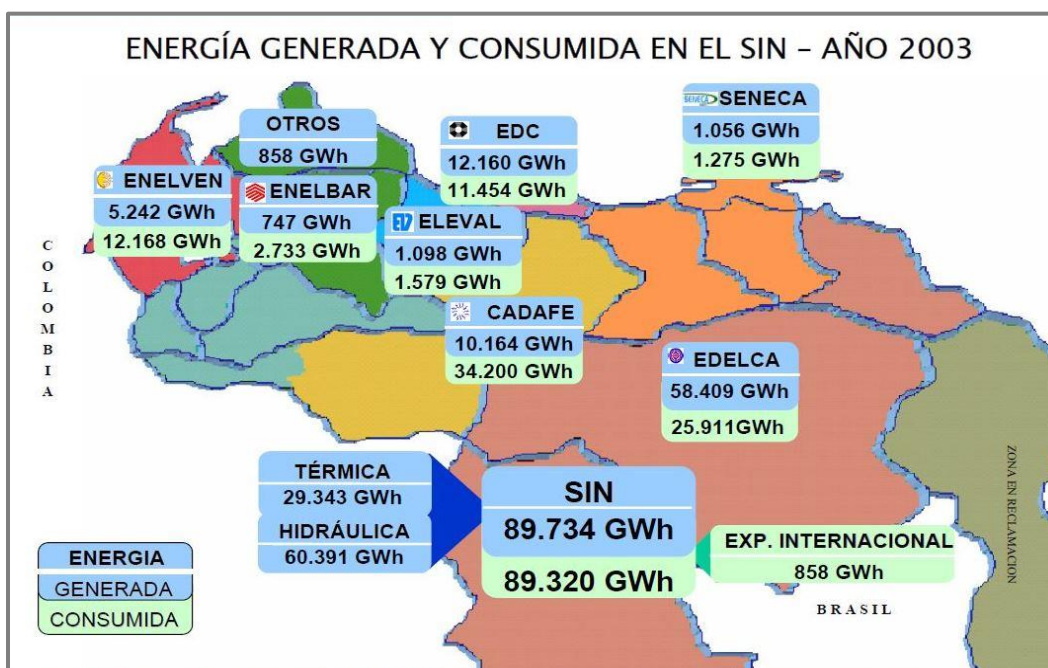 ENERGÍA GENERADA Y CONSUMIDA EN EL SIN – AÑO 2003
SENECA
SENECA
1.056 GWh
1.275 GWh
OTROS
858 GWh
EDC
12.160 GWh
11.454 GWh
ENELVEN
5.242 GWh
12.168 GWh
ENELBAR
747 GWh
2.733 GWh
ELEVAL
1.098 GWh
1.579 GWh
COLOMBIA
CADAFE
10.164 GWh
34.200 GWh
EDELCA
58.409 GWh
25.911GWh
ZONA EN RECLAMACION
TÉRMICA
29.343 GWh
HIDRÁULICA
60.391 GWh
SIN
89.734 GWh
89.320 GWh
EXP. INTERNACIONAL
858 GWh
BRASIL
ENERGIA
GENERADA
CONSUMIDA